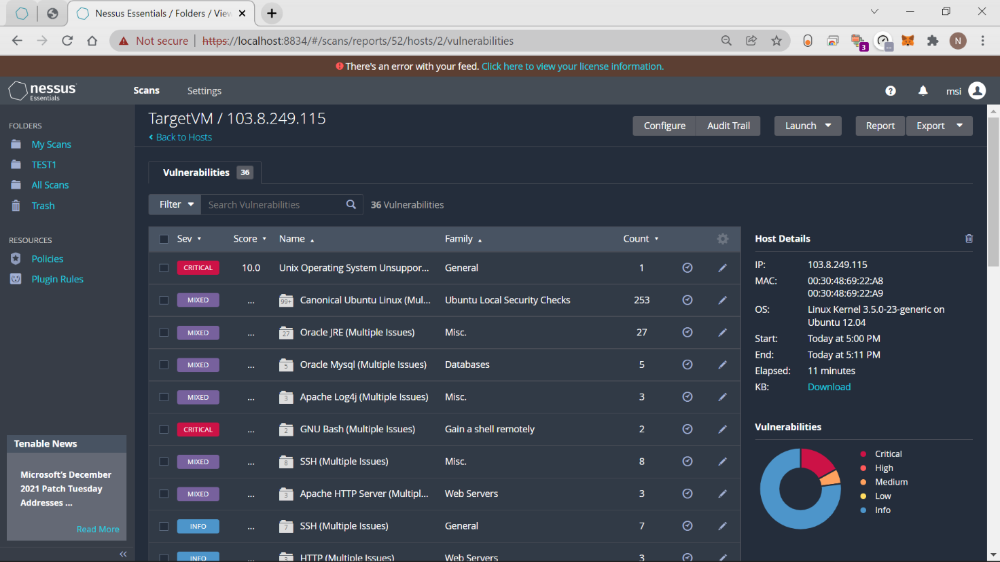 Nessus Essentials / Folders / View
Not secure https://localhost:8834/#/scans/reports/52/hosts/2/vulnerabilities
3
N
There's an error with your feed. Click here to view your license information.
nessus
Essentials
Scans
Settings
msi
FOLDERS
My Scans
TEST1
All Scans
Trash
RESOURCES
Policies
Plugin Rules
Tenable News
Microsoft's December
2021 Patch Tuesday
Addresses ...
Read More
TargetVM / 103.8.249.115
Back to Hosts
Configure
Audit Trail
Launch
Report
Export
Vulnerabilities 36
Filter
Search Vulnerabilities
36 Vulnerabilities
Sev Score Name Family Count
CRITICAL 10.0 Unix Operating System Unsuppor... General 1
MIXED ... 99+ Canonical Ubuntu Linux (Mul... Ubuntu Local Security Checks 253
MIXED ... 27 Oracle JRE (Multiple Issues) Misc. 27
MIXED ... 5 Oracle Mysql (Multiple Issues) Databases 5
MIXED ... 3 Apache Log4j (Multiple Issues) Misc. 3
CRITICAL ... 2 GNU Bash (Multiple Issues) Gain a shell remotely 2
MIXED ... 8 SSH (Multiple Issues) Misc. 8
MIXED ... 3 Apache HTTP Server (Multipl... Web Servers 3
INFO ... 7 SSH (Multiple Issues) General 7
INFO ... 3 HTTP (Multiple Issues) Web Servers 3
Host Details
IP: 103.8.249.115
MAC: 00:30:48:69:22:A8
00:30:48:69:22:A9
OS: Linux Kernel 3.5.0-23-generic on
Ubuntu 12.04
Start: Today at 5:00 PM
End: Today at 5:11 PM
Elapsed: 11 minutes
KB: Download
Vulnerabilities
Critical
High
Medium
Low
Info